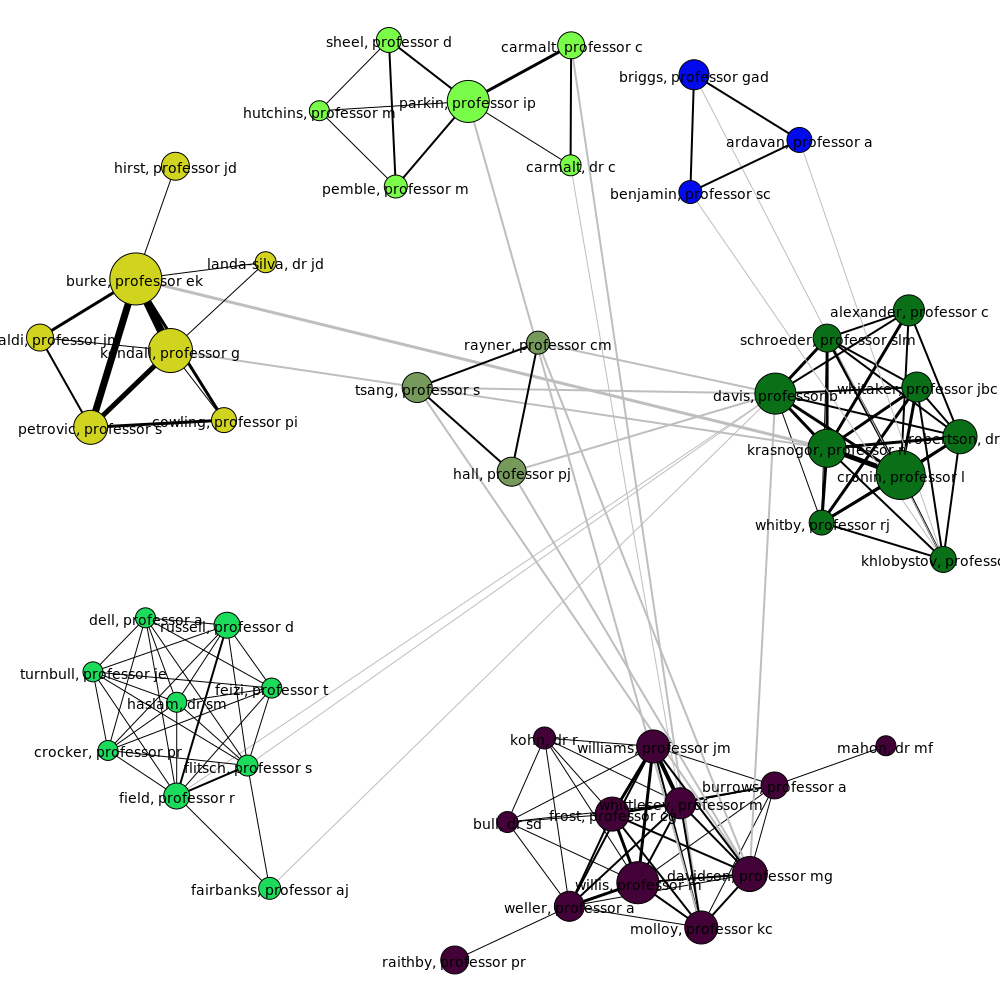 sheel, professor d
carmalt, professor c
briggs, professor gad
hutchins, professor m
parkin, professor ip
ardavan, professor a
hirst, professor jd
pemble, professor m
carmalt, dr c
benjamin, professor sc
landa-silva, dr jd
burke, professor ek
alexander, professor c
schroeder, professor slm
aldi, professor jn
kendall, professor g
rayner, professor cm
tsang, professor s
davis, professor b
whitaker, professor jbc
petrovic, professor s
cowling, professor pi
hall, professor pj
krasnogor, professor n
robertson, dr
cronin, professor l
whitby, professor rj
khlobystov, professo
dell, professor a
russell, professor d
turnbull, professor je
feizi, professor t
haslam, dr sm
crocker, professor pr
flitsch, professor s
field, professor r
fairbanks, professor aj
kohn, dr r
williams, professor jm
mahon, dr mf
burrows, professor a
whittlesey, professor m
bull, dr sd
frost, professor cg
willis, professor m
davidson, professor mg
weller, professor a
molloy, professor kc
raithby, professor pr